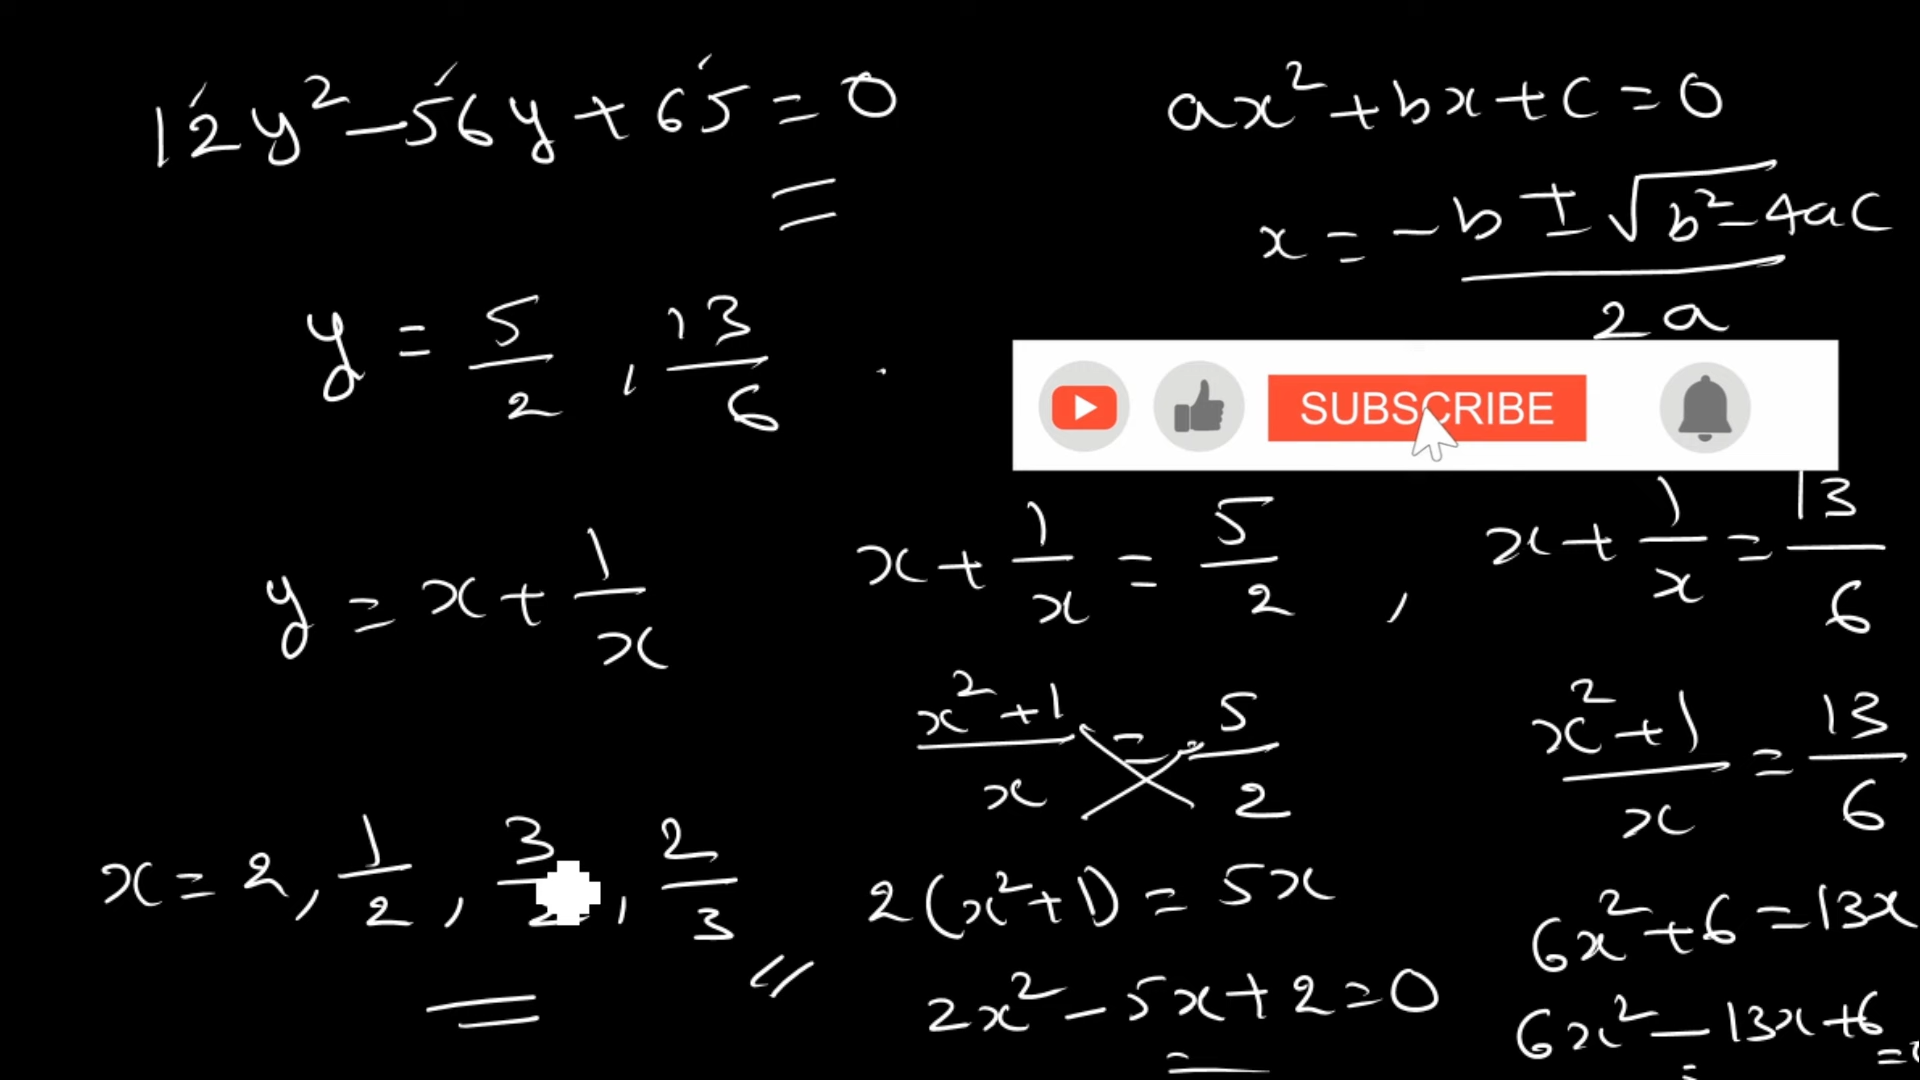 12y² - 56y + 65 = 0
y = 5/2 , 13/6
y = x + 1/x
x = 2 , 1/2 , 3/2 , 2/3
ax² + bx + c = 0
x = -b ± √(b² - 4ac) / 2a
SUBSCRIBE
x + 1/x = 5/2 , x + 1/x = 13/6
(x² + 1)/x = 5/2
2(x² + 1) = 5x
2x² - 5x + 2 = 0
(x² + 1)/x = 13/6
6x² + 6 = 13x
6x² - 13x + 6 =